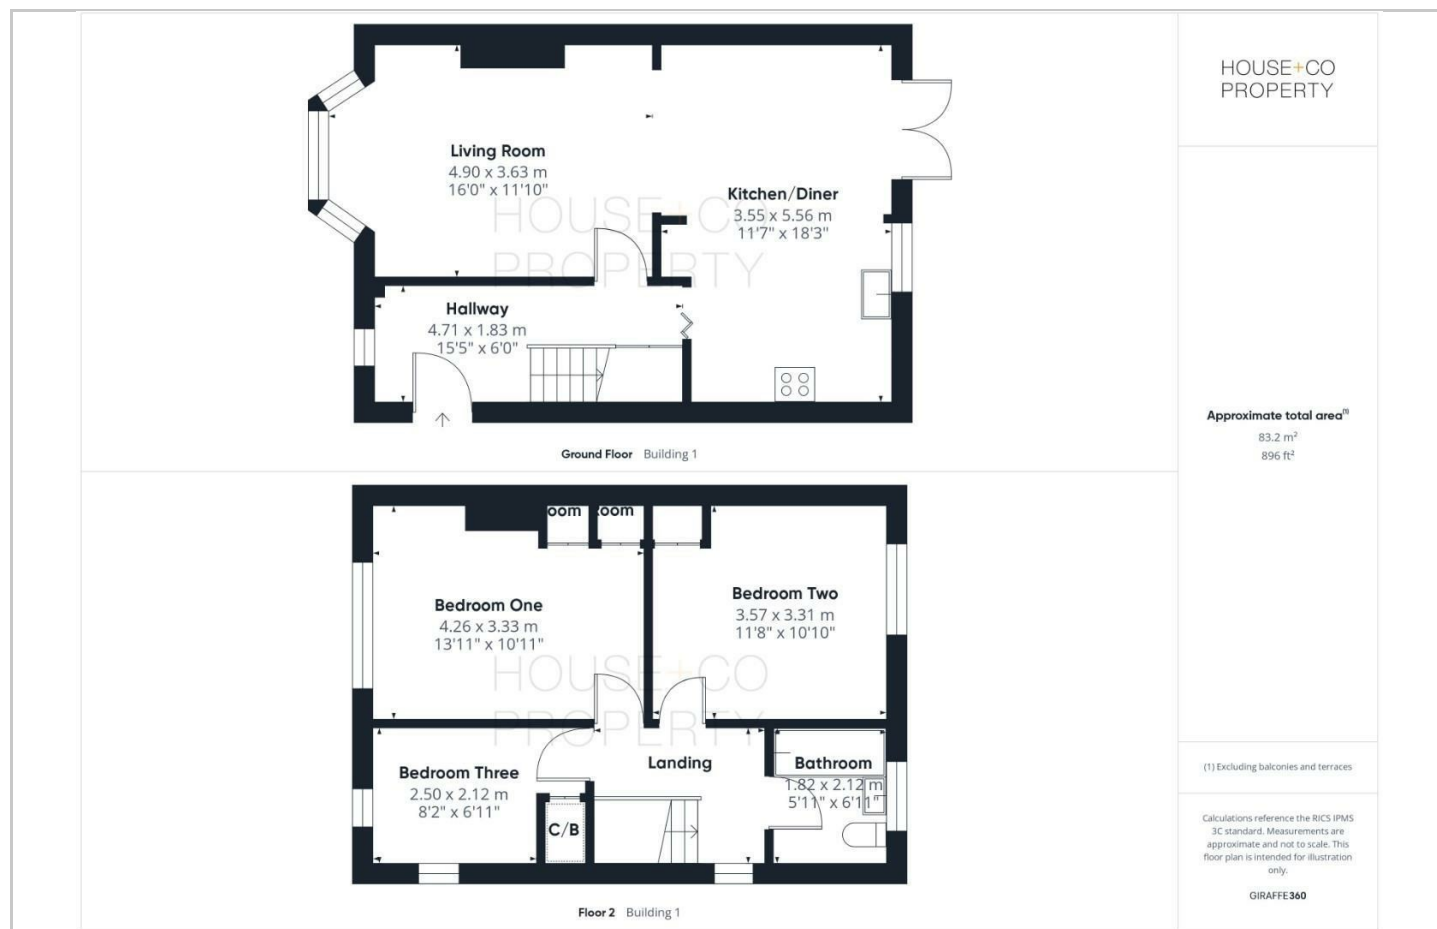 HOUSE+CO
PROPERTY
Living Room
4.90 x 3.63 m
16'0" x 11'10"
Kitchen/Diner
3.55 x 5.56 m
11'7" x 18'3"
HOUSE+CO
PROPERTY
Hallway
4.71 x 1.83 m
15'5" x 6'0"
Ground Floor Building 1
Approximate total area(1)
83.2 m²
896 ft²
oom
oom
Bedroom One
4.26 x 3.33 m
13'11" x 10'11"
Bedroom Two
3.57 x 3.31 m
11'8" x 10'10"
HOUSE+CO
PROPERTY
Bedroom Three
2.50 x 2.12 m
8'2" x 6'11"
C/B
Landing
Bathroom
1.82 x 2.12 m
5'11" x 6'11"
Floor 2 Building 1
(1) Excluding balconies and terraces
Calculations reference the RICS IPMS
3C standard. Measurements are
approximate and not to scale. This
floor plan is intended for illustration
only.
GIRAFFE360